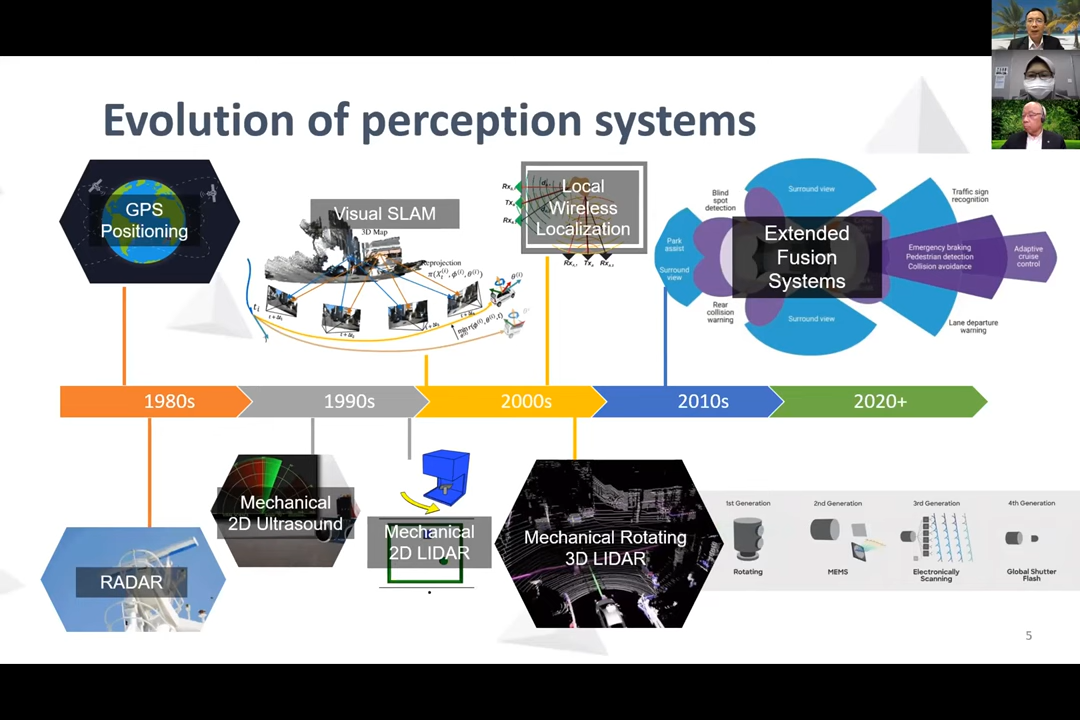 Evolution of perception systems
GPS
Positioning
Visual SLAM
3D Map
Reprojection
Local
Wireless
Localization
Blind
spot
detection
Surround view
Traffic sign
recognition
Park
assist
Surround
view
Extended
Fusion
Systems
Emergency braking
Pedestrian detection
Collision avoidance
Adaptive
cruise
control
Rear
collision
warning
Surround view
Lane departure
warning
1980s
1990s
2000s
2010s
2020+
RADAR
Mechanical
2D Ultrasound
Mechanical
2D LIDAR
Mechanical Rotating
3D LIDAR
1st Generation
2nd Generation
3rd Generation
4th Generation
Rotating
MEMS
Electronically
Scanning
Global Shutter
Flash
5